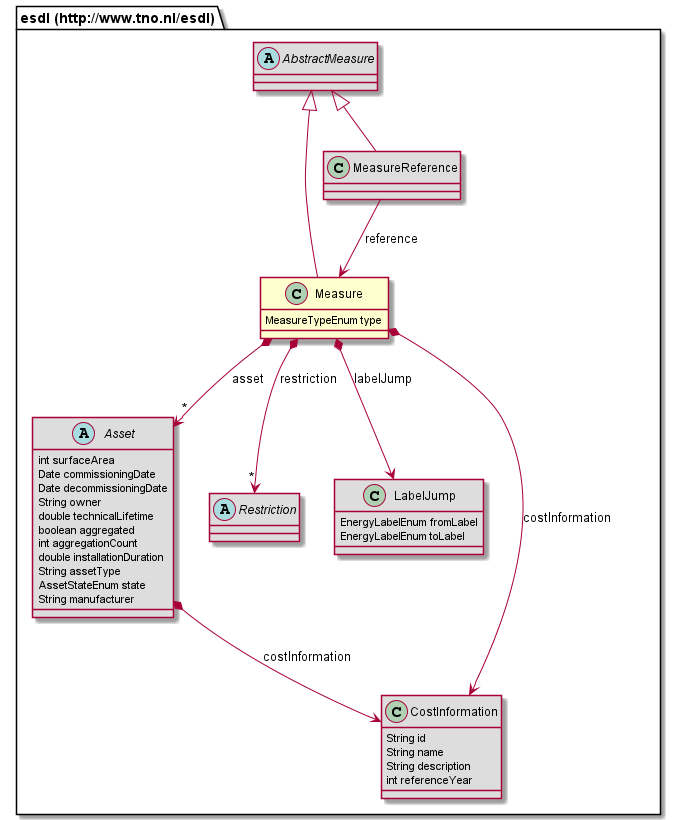 esdl (http://www.tno.nl/esdl)
A AbstractMeasure
C MeasureReference
reference
C Measure
MeasureTypeEnum type
asset
restriction
labelJump
*
*
A Asset
int surfaceArea
Date commissioningDate
Date decommissioningDate
String owner
double technicalLifetime
boolean aggregated
int aggregationCount
double installationDuration
String assetType
AssetStateEnum state
String manufacturer
A Restriction
C LabelJump
EnergyLabelEnum fromLabel
EnergyLabelEnum toLabel
costInformation
costInformation
C CostInformation
String id
String name
String description
int referenceYear